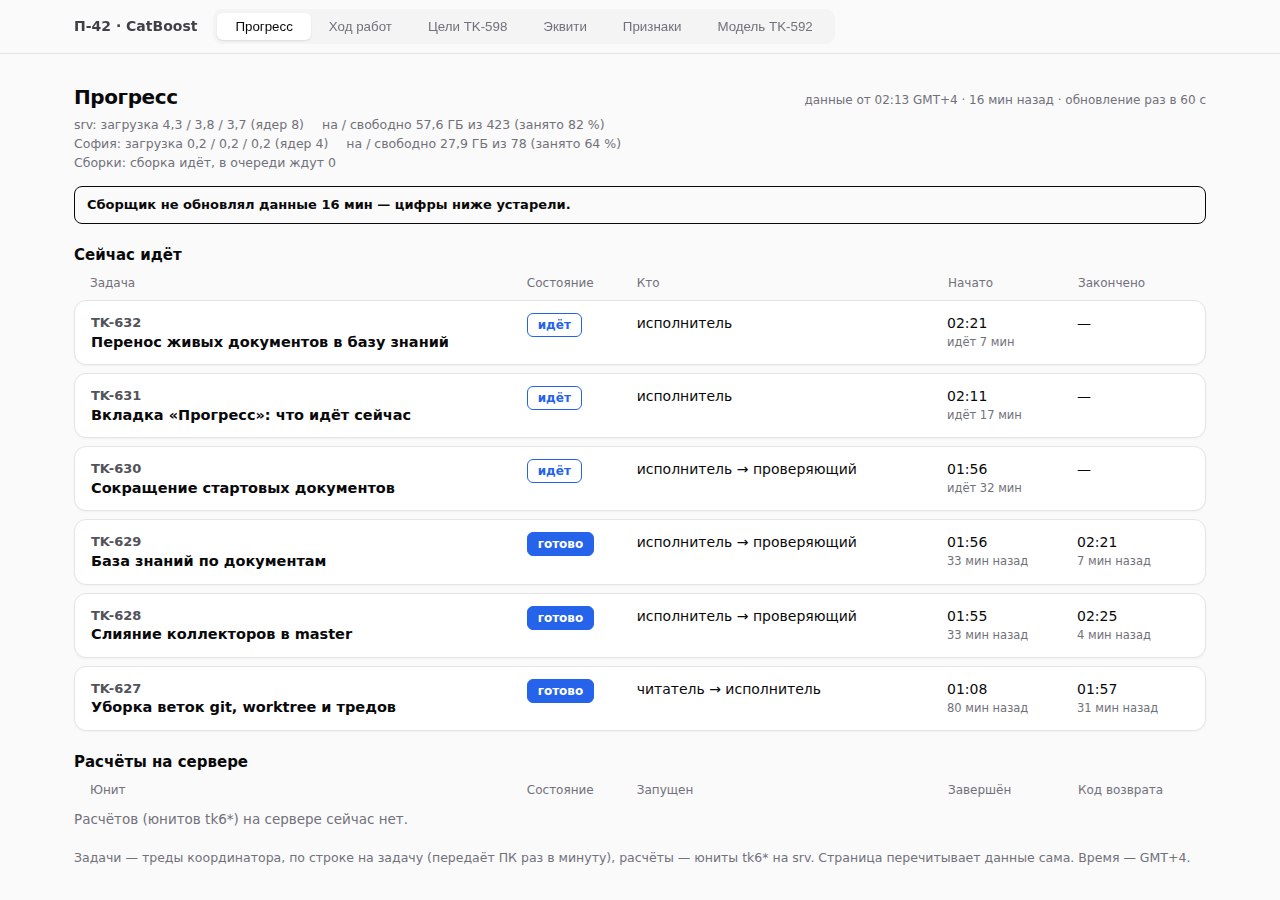 П-42 · CatBoost Прогресс Ход работ Цели TK-598 Эквити Признаки Модель TK-592
Прогресс данные от 02:13 GMT+4 · 16 мин назад · обновление раз в 60 с
srv: загрузка 4,3 / 3,8 / 3,7 (ядер 8) на / свободно 57,6 ГБ из 423 (занято 82 %)
София: загрузка 0,2 / 0,2 / 0,2 (ядер 4) на / свободно 27,9 ГБ из 78 (занято 64 %)
Сборки: сборка идёт, в очереди ждут 0
Сборщик не обновлял данные 16 мин — цифры ниже устарели.
Сейчас идёт
Задача Состояние Кто Начато Закончено
TK-632 идёт исполнитель 02:21 —
Перенос живых документов в базу знаний идёт 7 мин
TK-631 идёт исполнитель 02:11 —
Вкладка «Прогресс»: что идёт сейчас идёт 17 мин
TK-630 идёт исполнитель → проверяющий 01:56 —
Сокращение стартовых документов идёт 32 мин
TK-629 готово исполнитель → проверяющий 01:56 02:21
База знаний по документам 33 мин назад 7 мин назад
TK-628 готово исполнитель → проверяющий 01:55 02:25
Слияние коллекторов в master 33 мин назад 4 мин назад
TK-627 готово читатель → исполнитель 01:08 01:57
Уборка веток git, worktree и тредов 80 мин назад 31 мин назад
Расчёты на сервере
Юнит Состояние Запущен Завершён Код возврата
Расчётов (юнитов tk6*) на сервере сейчас нет.
Задачи — треды координатора, по строке на задачу (передаёт ПК раз в минуту), расчёты — юниты tk6* на srv. Страница перечитывает данные сама. Время — GMT+4.